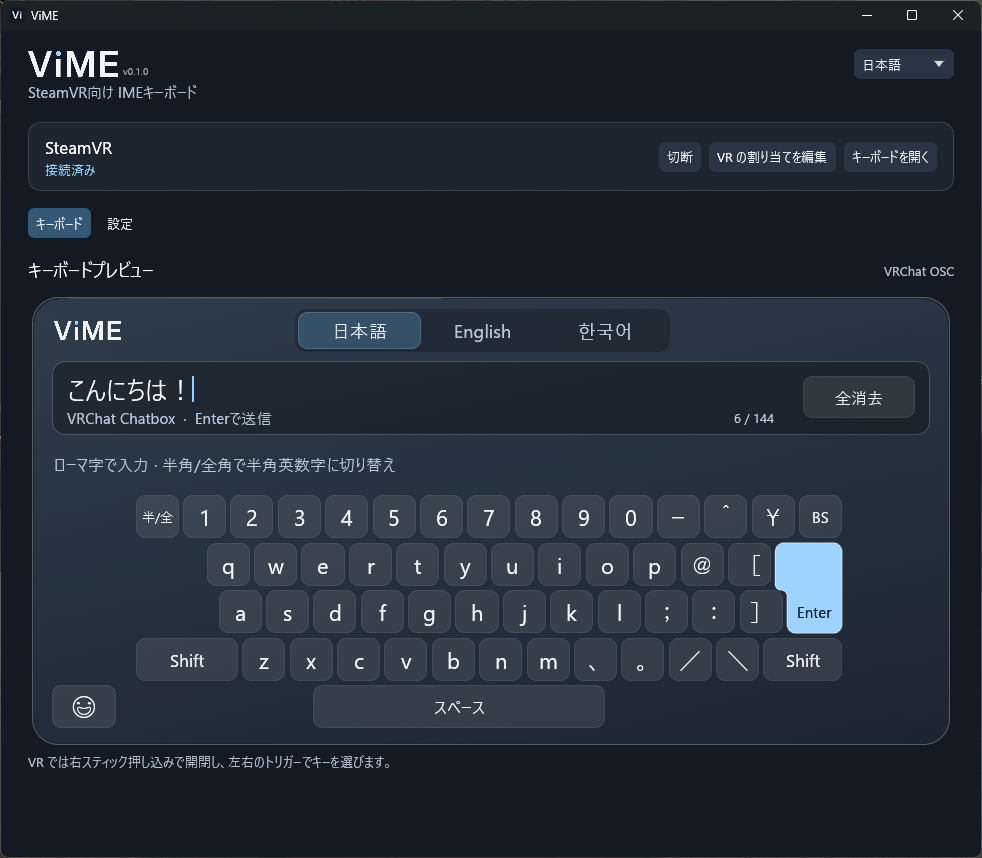 Vi ViME
ViME v0.1.0
日本語
SteamVR向け IMEキーボード
SteamVR
接続済み
切断
VR の割り当てを編集
キーボードを開く
キーボード
設定
キーボードプレビュー
VRChat OSC
ViME
日本語 English 한국어
こんにちは！
VRChat Chatbox · Enterで送信
6 / 144
全消去
ローマ字で入力 · 半角/全角で半角英数字に切り替え
半/全 1 2 3 4 5 6 7 8 9 0 − ＾ ￥ BS
q w e r t y u i o p @ [
Enter
a s d f g h j k l ; : ]
Shift z x c v b n m 、 。 ／ ＼ Shift
スペース
VR では右スティック押し込みで開閉し、左右のトリガーでキーを選びます。